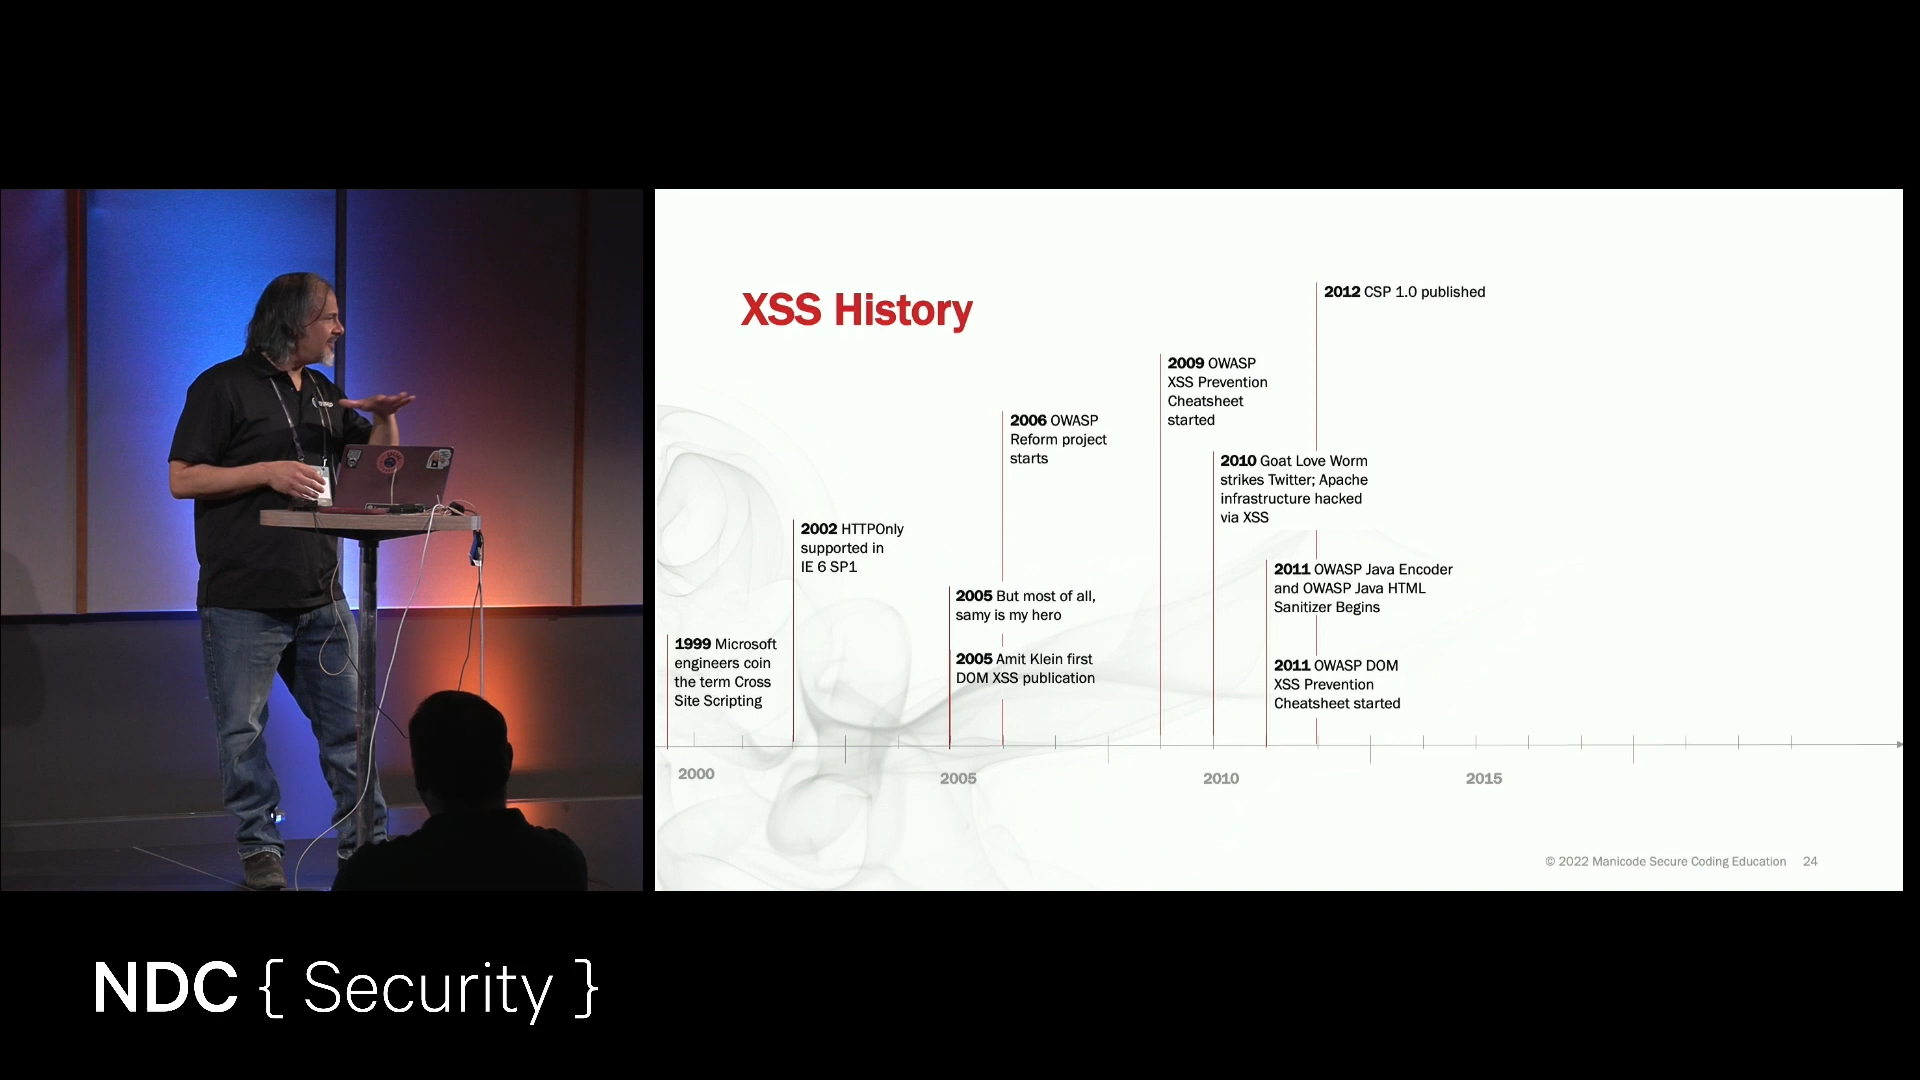 XSS History
1999 Microsoft
engineers coin
the term Cross
Site Scripting
2002 HTTPOnly
supported in
IE 6 SP1
2005 But most of all,
samy is my hero
2005 Amit Klein first
DOM XSS publication
2006 OWASP
Reform project
starts
2009 OWASP
XSS Prevention
Cheatsheet
started
2010 Goat Love Worm
strikes Twitter; Apache
infrastructure hacked
via XSS
2011 OWASP Java Encoder
and OWASP Java HTML
Sanitizer Begins
2011 OWASP DOM
XSS Prevention
Cheatsheet started
2012 CSP 1.0 published
2000
2005
2010
2015
© 2022 Manicode Secure Coding Education 24
NDC { Security }